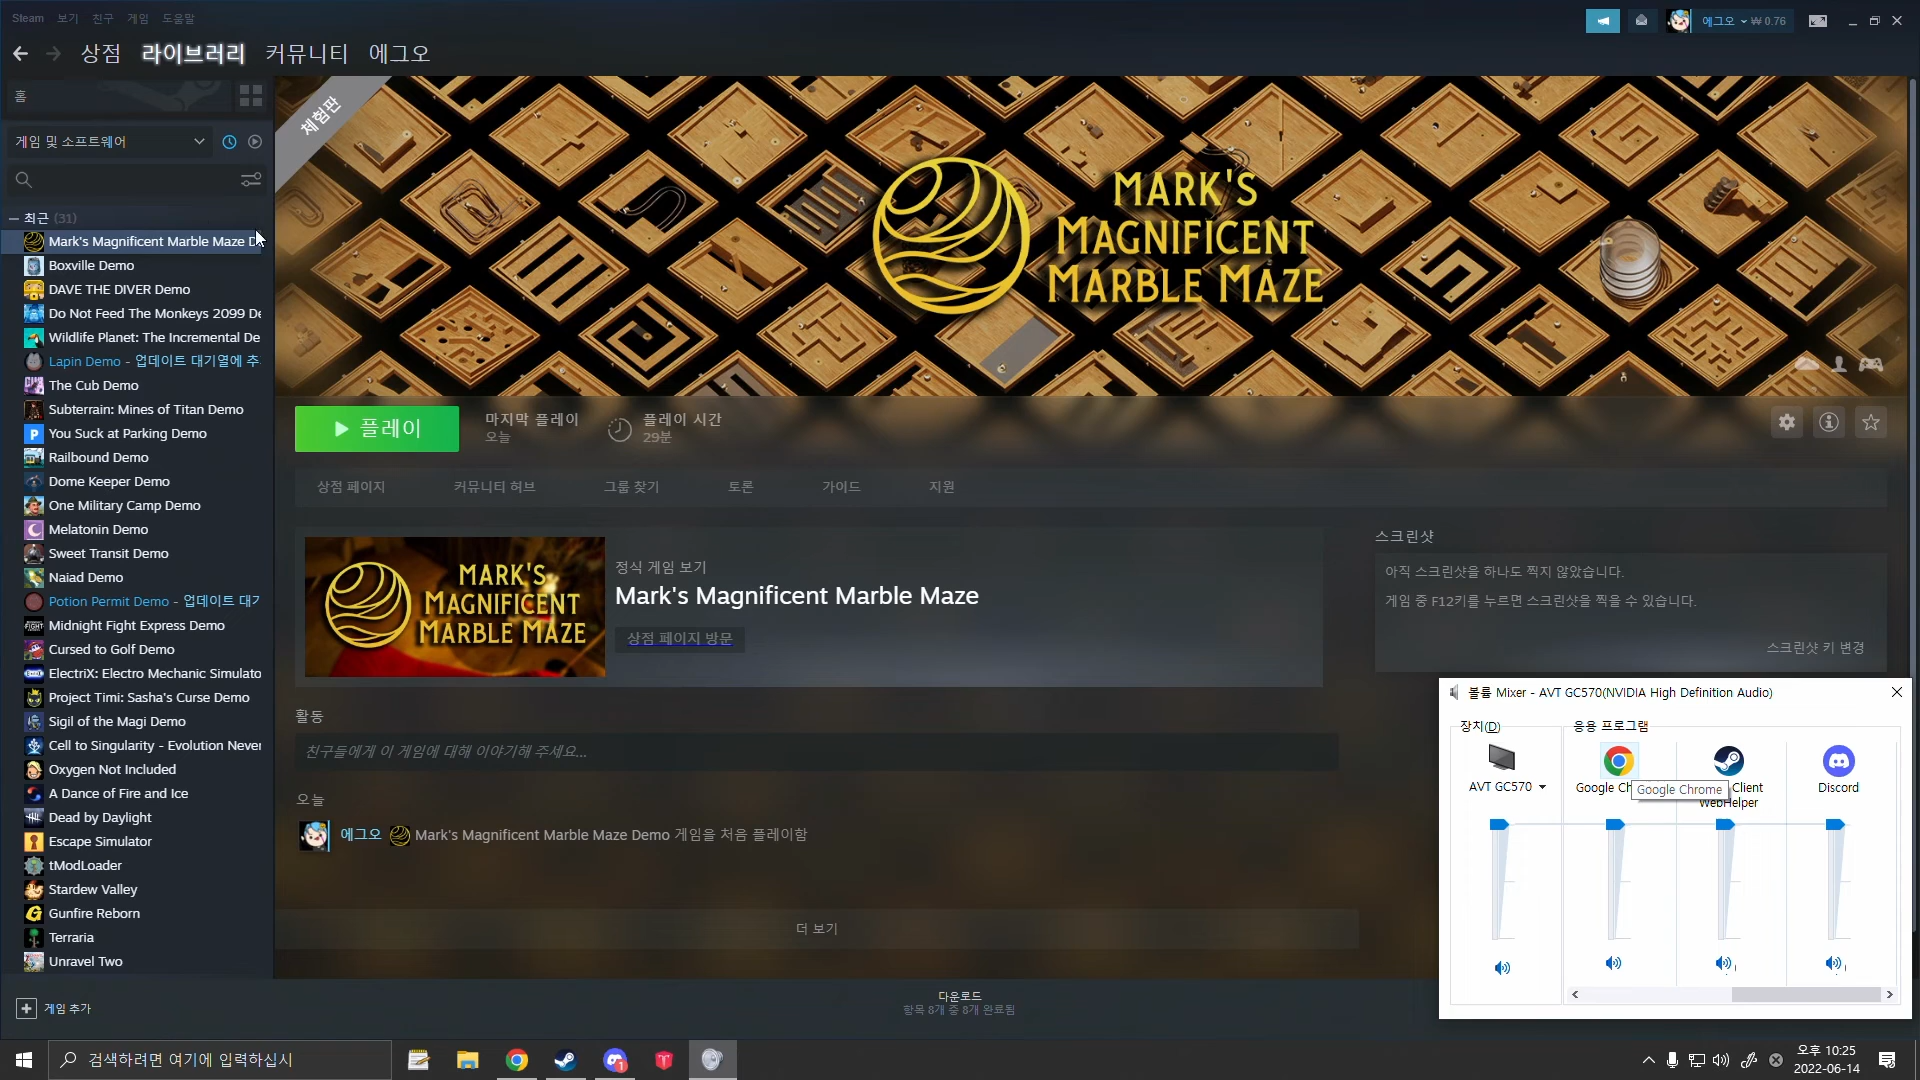 Steam 보기 친구 게임 도움말
에그오 ₩ 0.76
상점 라이브러리 커뮤니티 에그오
홈
게임 및 소프트웨어
최근 (31)
Mark's Magnificent Marble Maze D
Boxville Demo
DAVE THE DIVER Demo
Do Not Feed The Monkeys 2099 De
Wildlife Planet: The Incremental De
Lapin Demo - 업데이트 대기열에 추
The Cub Demo
Subterrain: Mines of Titan Demo
You Suck at Parking Demo
Railbound Demo
Dome Keeper Demo
One Military Camp Demo
Melatonin Demo
Sweet Transit Demo
Naiad Demo
Potion Permit Demo - 업데이트 대기
Midnight Fight Express Demo
Cursed to Golf Demo
ElectriX: Electro Mechanic Simulato
Project Timi: Sasha's Curse Demo
Sigil of the Magi Demo
Cell to Singularity - Evolution Never
Oxygen Not Included
A Dance of Fire and Ice
Dead by Daylight
Escape Simulator
tModLoader
Stardew Valley
Gunfire Reborn
Terraria
Unravel Two
게임 추가
체험판
MARK'S
MAGNIFICENT
MARBLE MAZE
플레이
마지막 플레이
오늘
플레이 시간
29분
상점 페이지 커뮤니티 허브 그룹 찾기 토론 가이드 지원
MARK'S
MAGNIFICENT
MARBLE MAZE
정식 게임 보기
Mark's Magnificent Marble Maze
상점 페이지 방문
스크린샷
아직 스크린샷을 하나도 찍지 않았습니다.
게임 중 F12키를 누르면 스크린샷을 찍을 수 있습니다.
스크린샷 키 변경
활동
친구들에게 이 게임에 대해 이야기해 주세요...
오늘
에그오 Mark's Magnificent Marble Maze Demo 게임을 처음 플레이함
더 보기
다운로드
항목 8개 중 8개 완료됨
볼륨 Mixer - AVT GC570(NVIDIA High Definition Audio)
장치(D)
응용 프로그램
AVT GC570
Google Ch
Google Chrome
Client
WebHelper
Discord
검색하려면 여기에 입력하십시
오후 10:25
2022-06-14